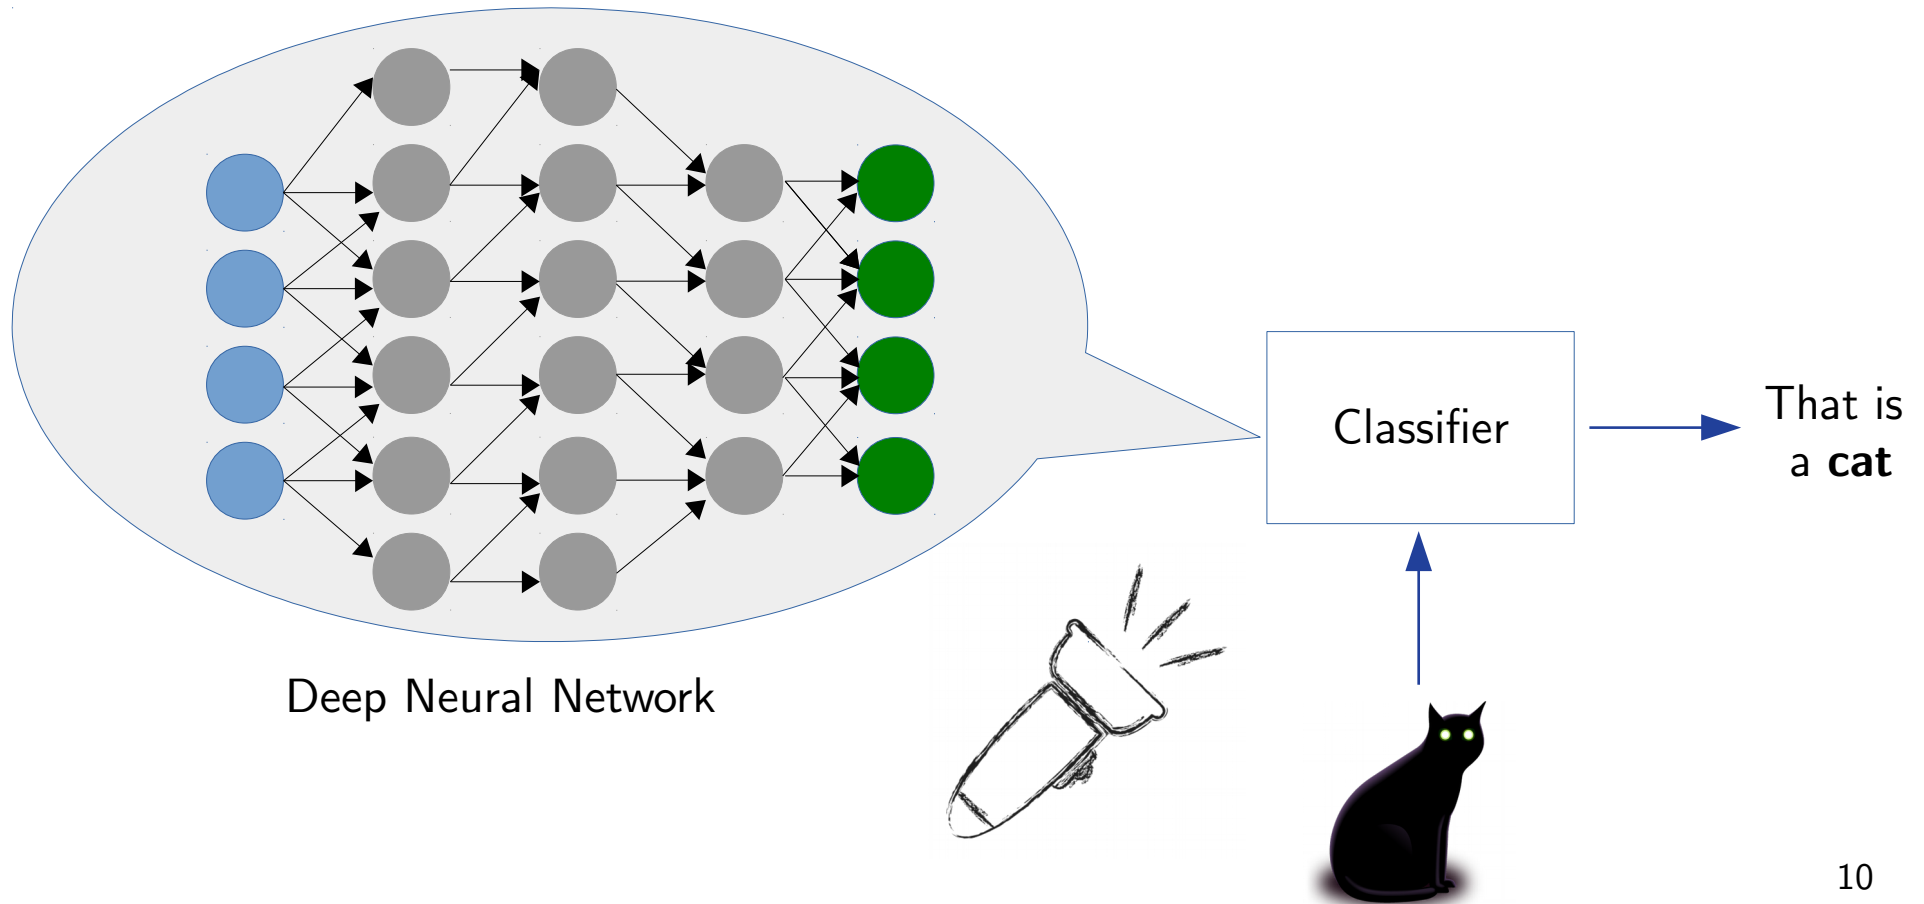 Deep Neural Network
Classifier
That is
a cat
10